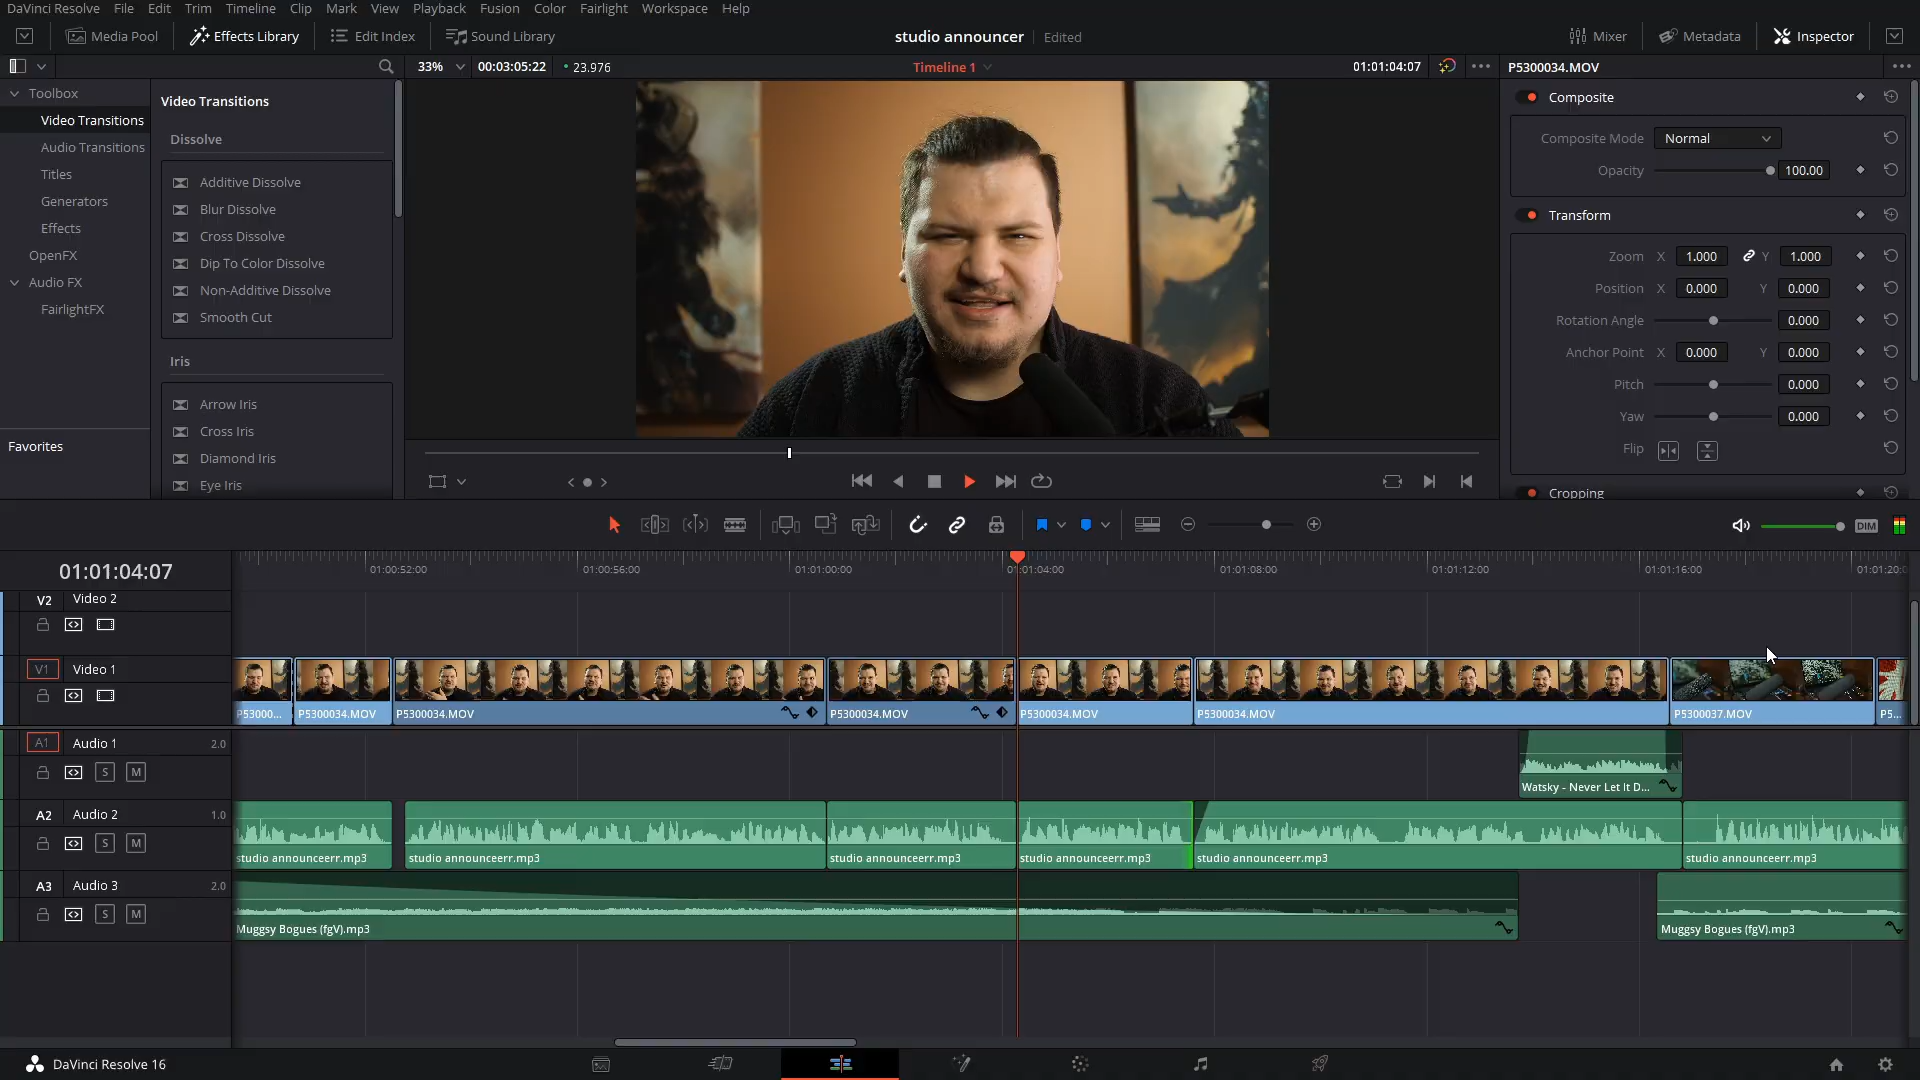 DaVinci Resolve File Edit Trim Timeline Clip Mark View Playback Fusion Color Fairlight Workspace Help
Media Pool Effects Library Edit Index Sound Library studio announcer Edited Mixer Metadata Inspector
33% 00:03:05:22 23.976 Timeline 1 01:01:04:07 P5300034.MOV
Toolbox
Video Transitions
Audio Transitions
Titles
Generators
Effects
OpenFX
Audio FX
FairlightFX
Favorites
Video Transitions
Dissolve
Additive Dissolve
Blur Dissolve
Cross Dissolve
Dip To Color Dissolve
Non-Additive Dissolve
Smooth Cut
Iris
Arrow Iris
Cross Iris
Diamond Iris
Eye Iris
Composite
Composite Mode Normal
Opacity 100.00
Transform
Zoom X 1.000 Y 1.000
Position X 0.000 Y 0.000
Rotation Angle 0.000
Anchor Point X 0.000 Y 0.000
Pitch 0.000
Yaw 0.000
Flip
Cropping
DIM
01:01:04:07
01:00:52:00 01:00:56:00 01:01:00:00 01:01:04:00 01:01:08:00 01:01:12:00 01:01:16:00 01:01:20:0
V2 Video 2
V1 Video 1
P53000... P5300034.MOV P5300034.MOV P5300034.MOV P5300034.MOV P5300034.MOV P5300037.MOV P5...
A1 Audio 1 2.0
S M
Watsky - Never Let It D...
A2 Audio 2 1.0
S M
studio announceerr.mp3 studio announceerr.mp3 studio announceerr.mp3 studio announceerr.mp3 studio announceerr.mp3 studio announceerr.mp3
A3 Audio 3 2.0
S M
Muggsy Bogues (fgV).mp3 Muggsy Bogues (fgV).mp3
DaVinci Resolve 16